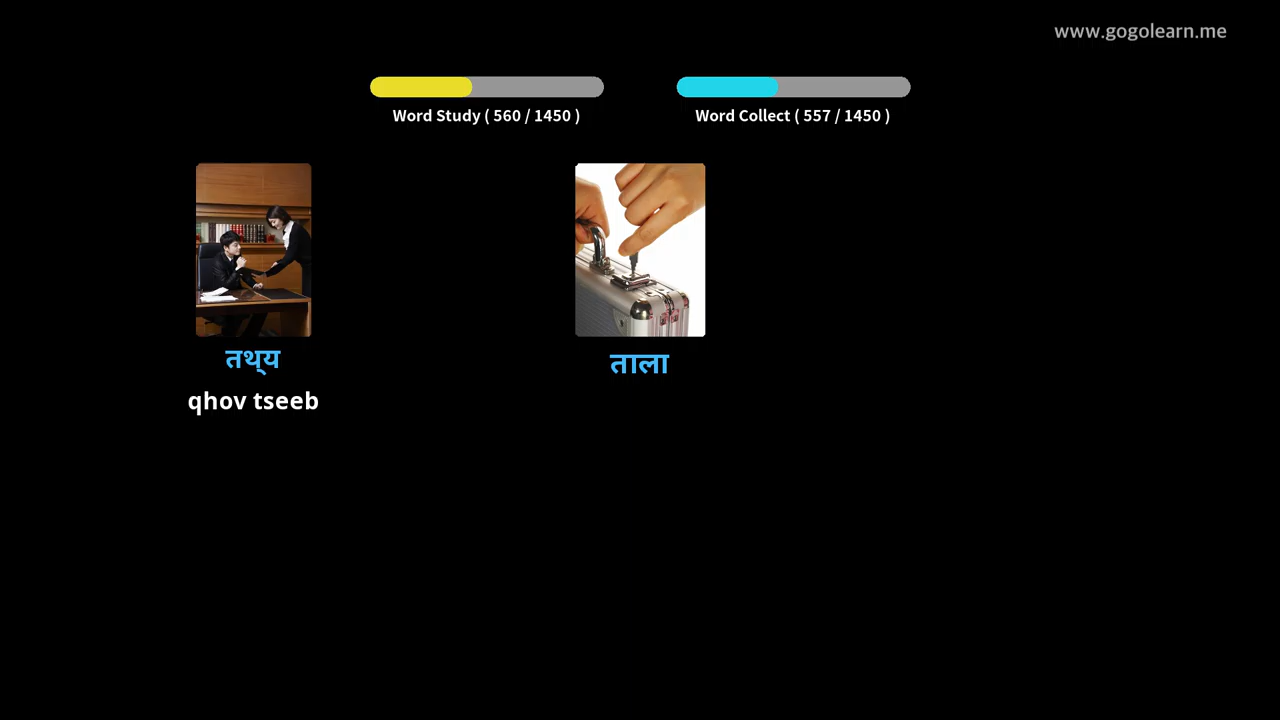 www.gogolearn.me
Word Study ( 560 / 1450 )
Word Collect ( 557 / 1450 )
तथ्य
ताला
qhov tseeb